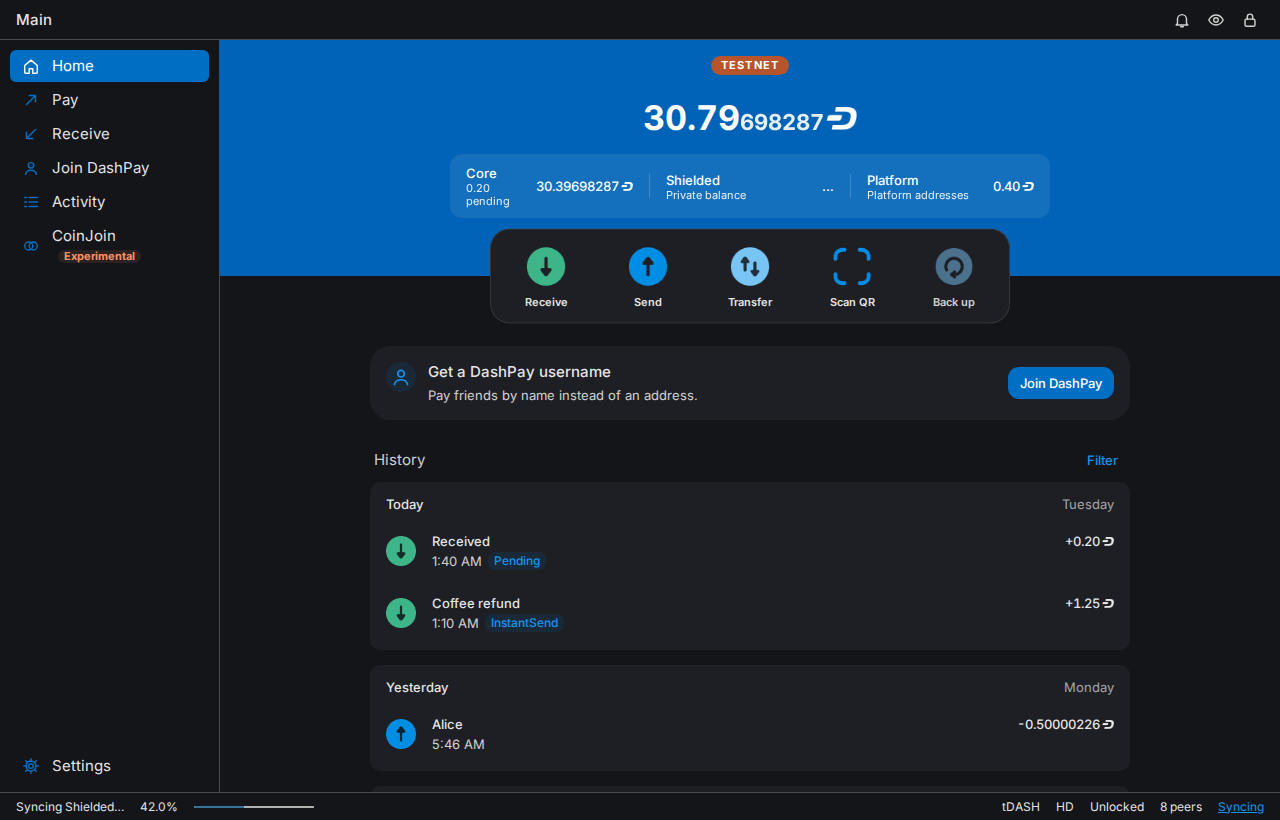 Main
Home
Pay
Receive
Join DashPay
Activity
CoinJoin
Experimental
Settings
TESTNET
30.79698287
Core
0.20
pending
30.39698287
Shielded
Private balance
...
Platform
Platform addresses
0.40
Receive
Send
Transfer
Scan QR
Back up
Get a DashPay username
Pay friends by name instead of an address.
Join DashPay
History
Filter
Today
Tuesday
Received
+0.20
1:40 AM Pending
Coffee refund
+1.25
1:10 AM InstantSend
Yesterday
Monday
Alice
-0.50000226
5:46 AM
Syncing Shielded... 42.0%
tDASH HD Unlocked 8 peers Syncing